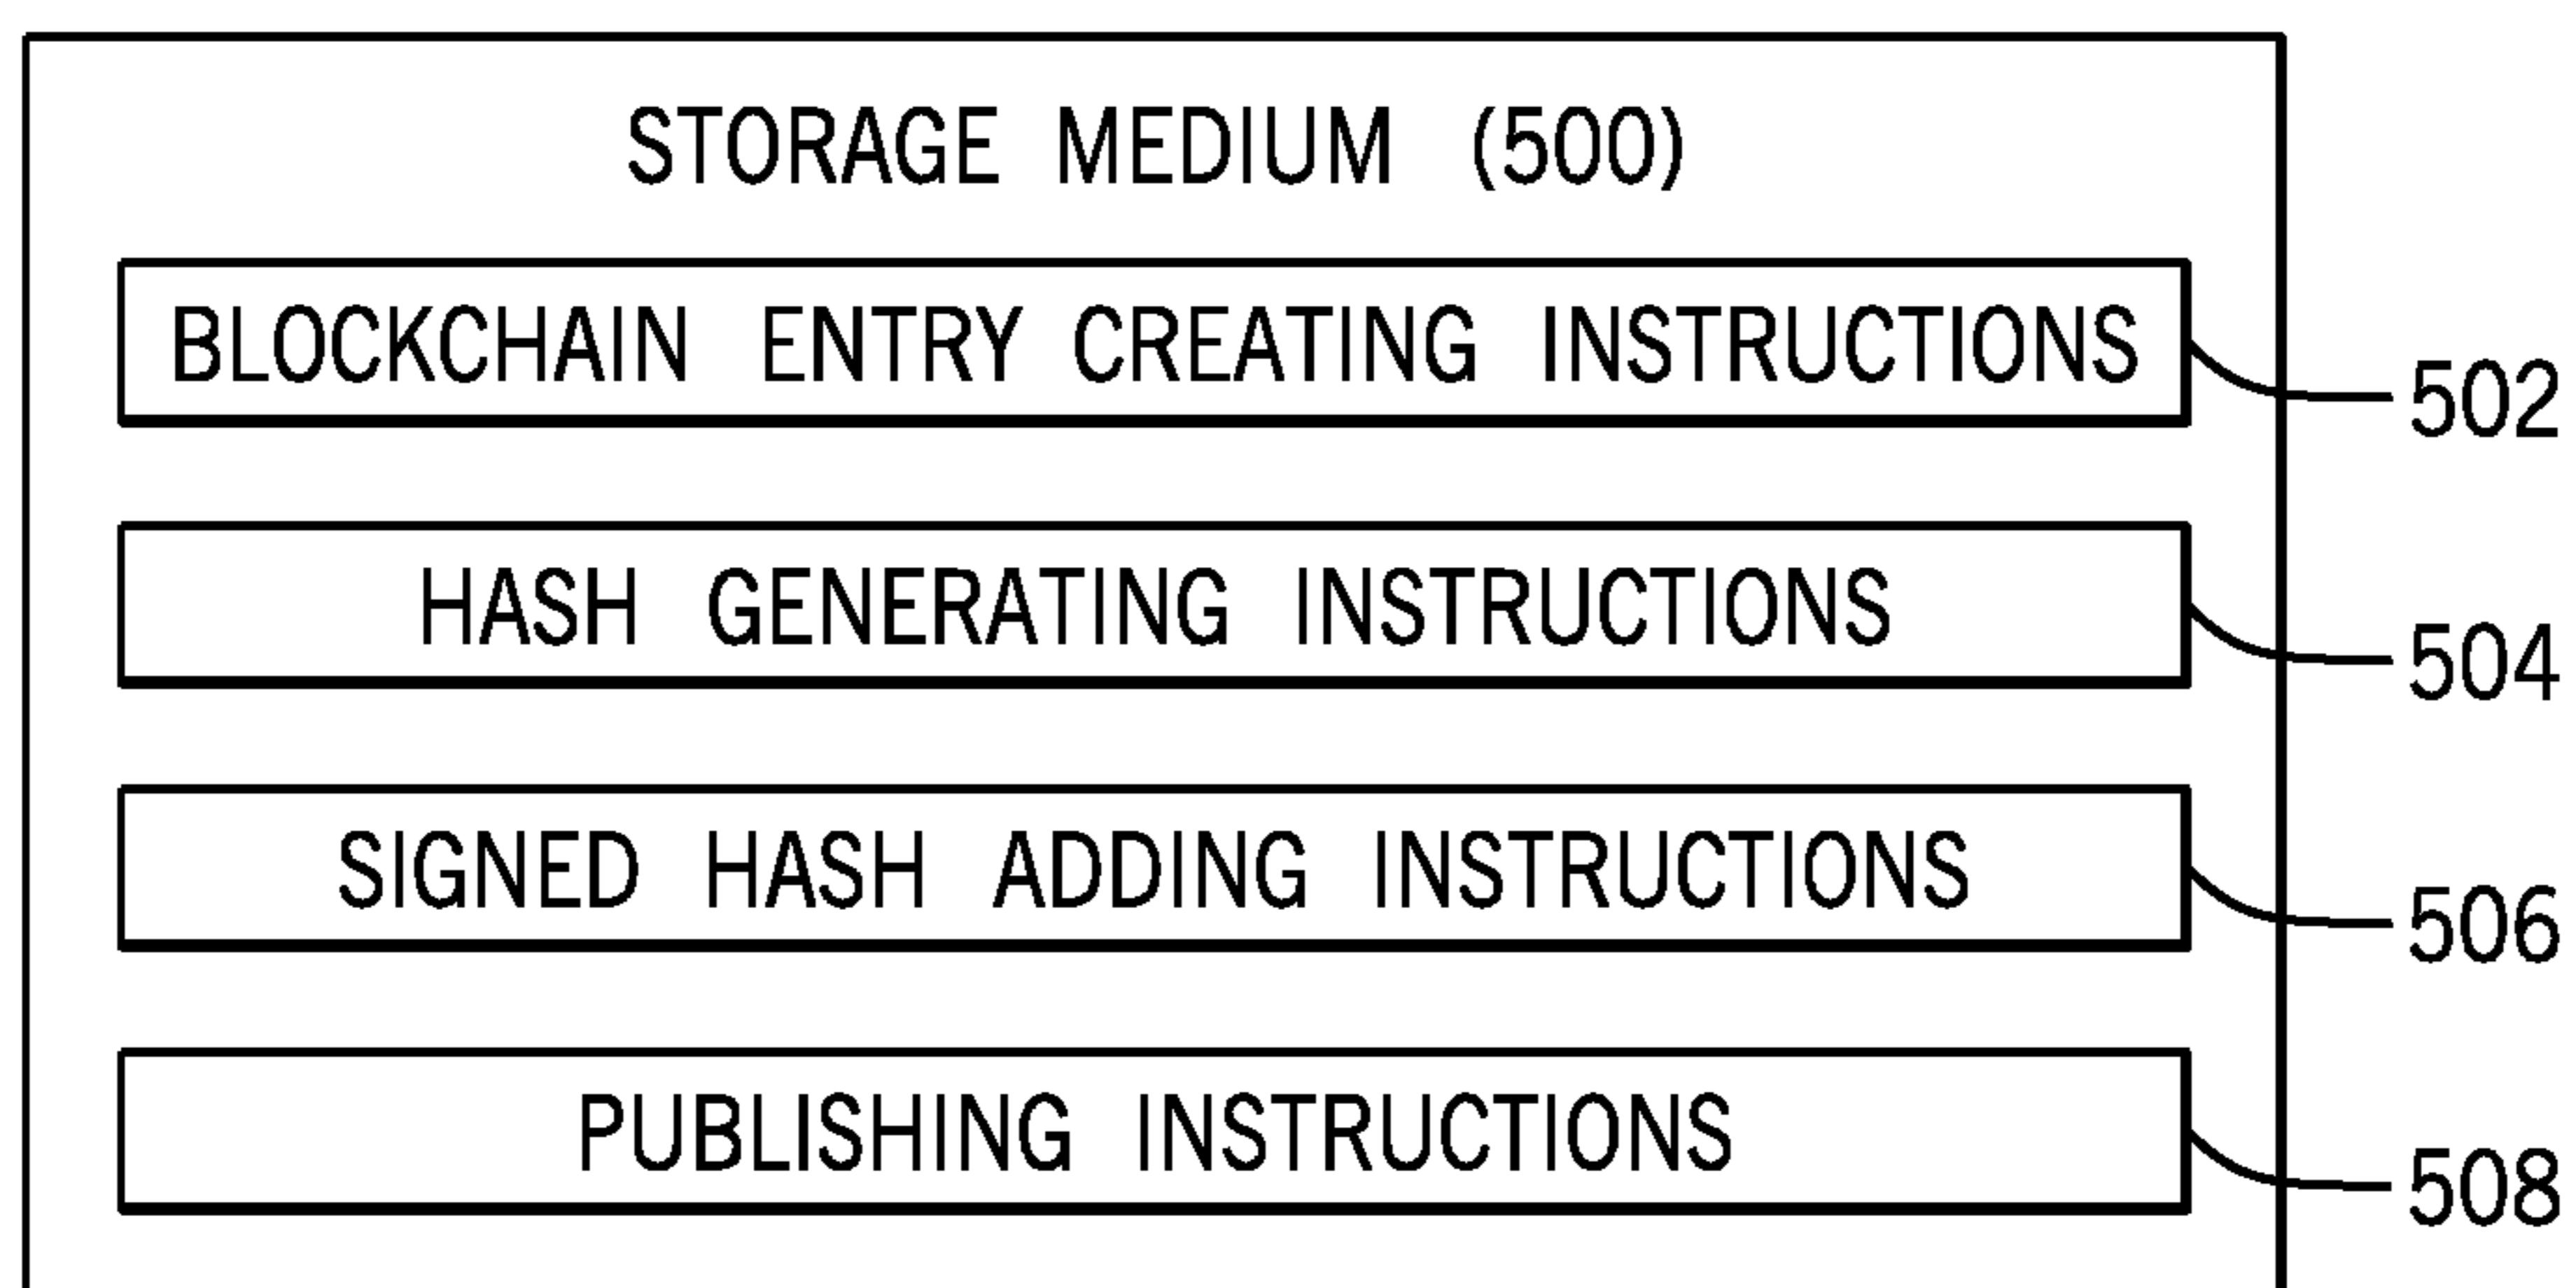 STORAGE MEDIUM (500)
BLOCKCHAIN ENTRY CREATING INSTRUCTIONS
502
HASH GENERATING INSTRUCTIONS
504
SIGNED HASH ADDING INSTRUCTIONS
506
PUBLISHING INSTRUCTIONS
508